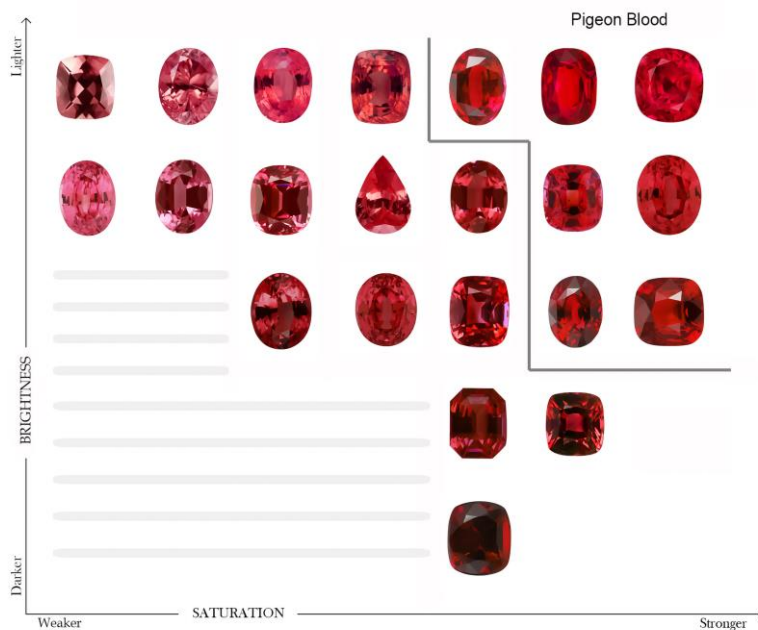 Pigeon Blood
Lighter
BRIGHTNESS
Darker
SATURATION
Weaker
Stronger